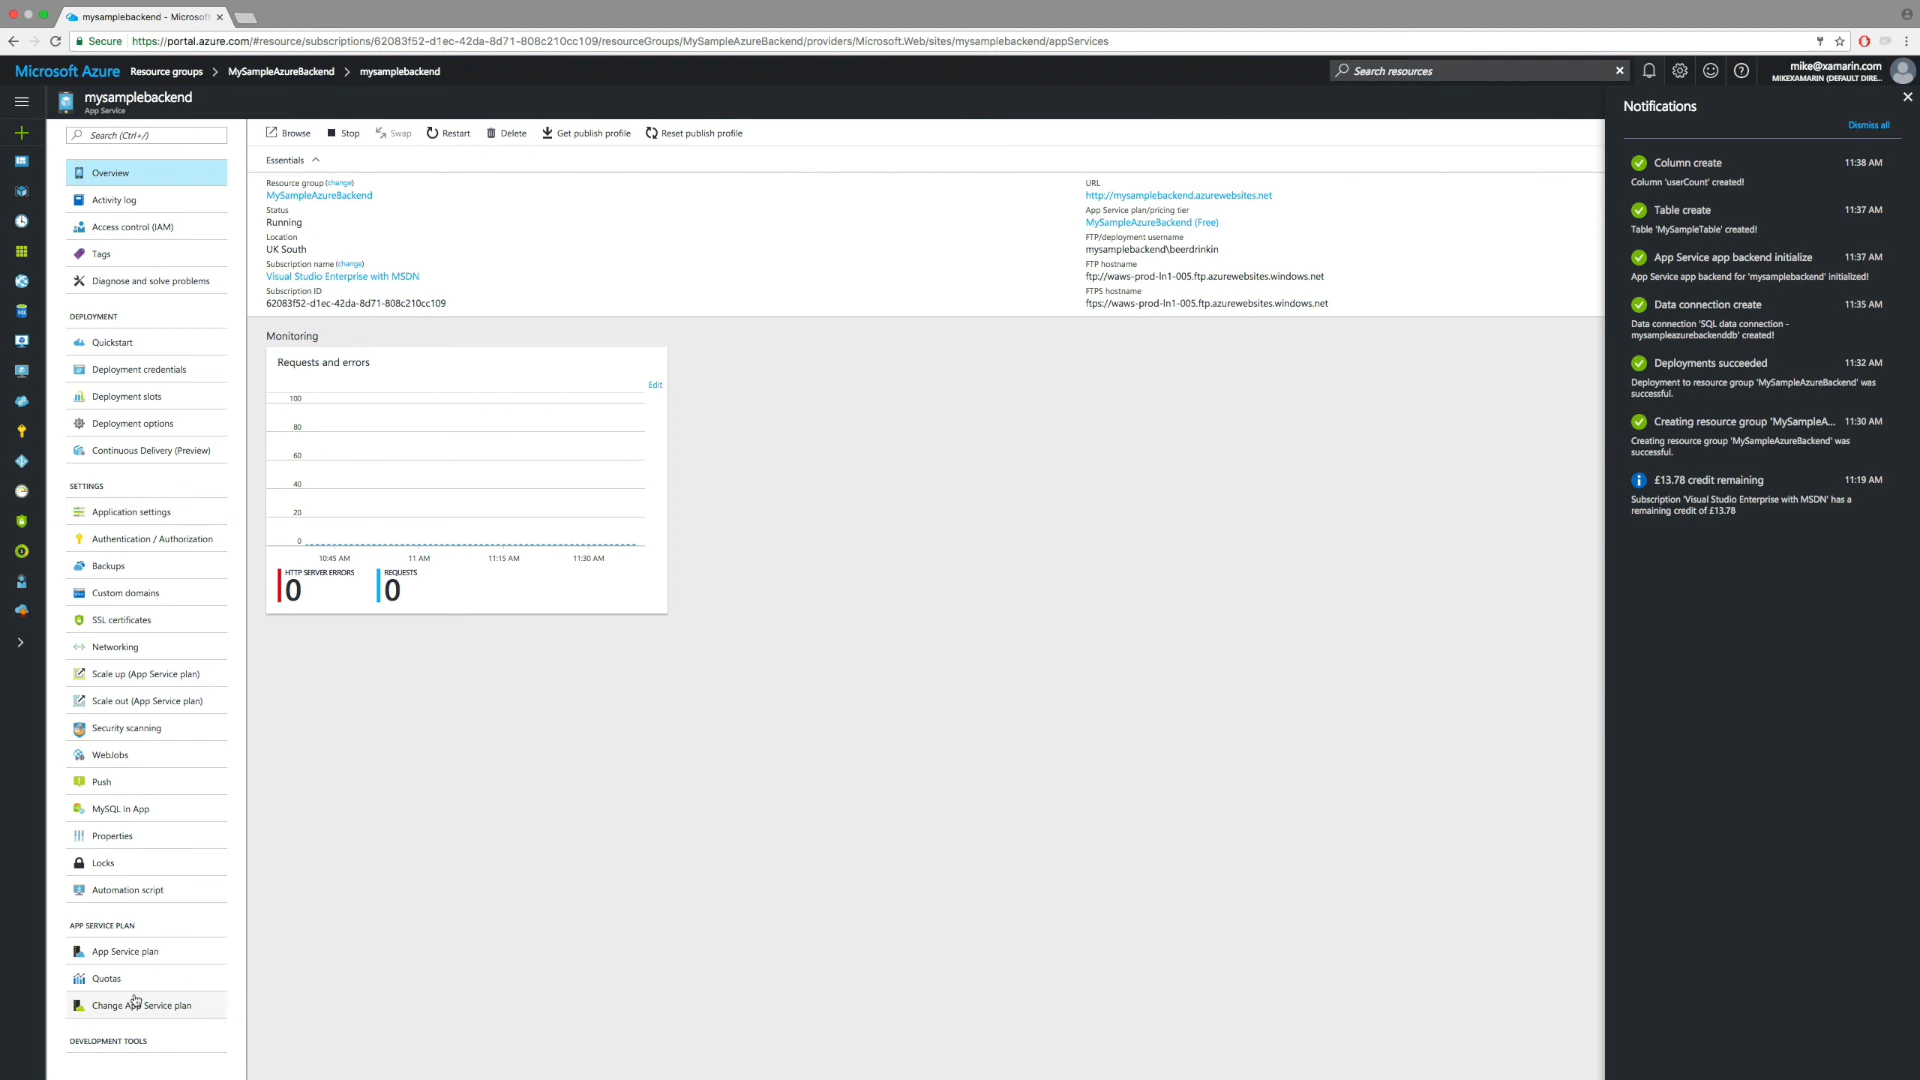 mysamplebackend - Microsoft
Secure https://portal.azure.com/#resource/subscriptions/62083f52-d1ec-42da-8d71-808c210cc109/resourceGroups/MySampleAzureBackend/providers/Microsoft.Web/sites/mysamplebackend/appServices
Microsoft Azure Resource groups > MySampleAzureBackend > mysamplebackend
Search resources
mike@xamarin.com
MIKEXAMARIN (DEFAULT DIRE...
mysamplebackend
App Service
Search (Ctrl+/)
Overview
Activity log
Access control (IAM)
Tags
Diagnose and solve problems
DEPLOYMENT
Quickstart
Deployment credentials
Deployment slots
Deployment options
Continuous Delivery (Preview)
SETTINGS
Application settings
Authentication / Authorization
Backups
Custom domains
SSL certificates
Networking
Scale up (App Service plan)
Scale out (App Service plan)
Security scanning
WebJobs
Push
MySQL In App
Properties
Locks
Automation script
APP SERVICE PLAN
App Service plan
Quotas
Change App Service plan
DEVELOPMENT TOOLS
Browse Stop Swap Restart Delete Get publish profile Reset publish profile
Essentials
Resource group (change)
MySampleAzureBackend
Status
Running
Location
UK South
Subscription name (change)
Visual Studio Enterprise with MSDN
Subscription ID
62083f52-d1ec-42da-8d71-808c210cc109
URL
http://mysamplebackend.azurewebsites.net
App Service plan/pricing tier
MySampleAzureBackend (Free)
FTP/deployment username
mysamplebackend\beerdrinkin
FTP hostname
ftp://waws-prod-ln1-005.ftp.azurewebsites.windows.net
FTPS hostname
ftps://waws-prod-ln1-005.ftp.azurewebsites.windows.net
Monitoring
Requests and errors
Edit
100
80
60
40
20
0
10:45 AM 11 AM 11:15 AM 11:30 AM
HTTP SERVER ERRORS
0
REQUESTS
0
Notifications
Dismiss all
Column create 11:38 AM
Column 'userCount' created!
Table create 11:37 AM
Table 'MySampleTable' created!
App Service app backend initialize 11:37 AM
App Service app backend for 'mysamplebackend' initialized!
Data connection create 11:35 AM
Data connection 'SQL data connection -
mysampleazurebackenddb' created!
Deployments succeeded 11:32 AM
Deployment to resource group 'MySampleAzureBackend' was
successful.
Creating resource group 'MySampleA... 11:30 AM
Creating resource group 'MySampleAzureBackend' was
successful.
£13.78 credit remaining 11:19 AM
Subscription 'Visual Studio Enterprise with MSDN' has a
remaining credit of £13.78